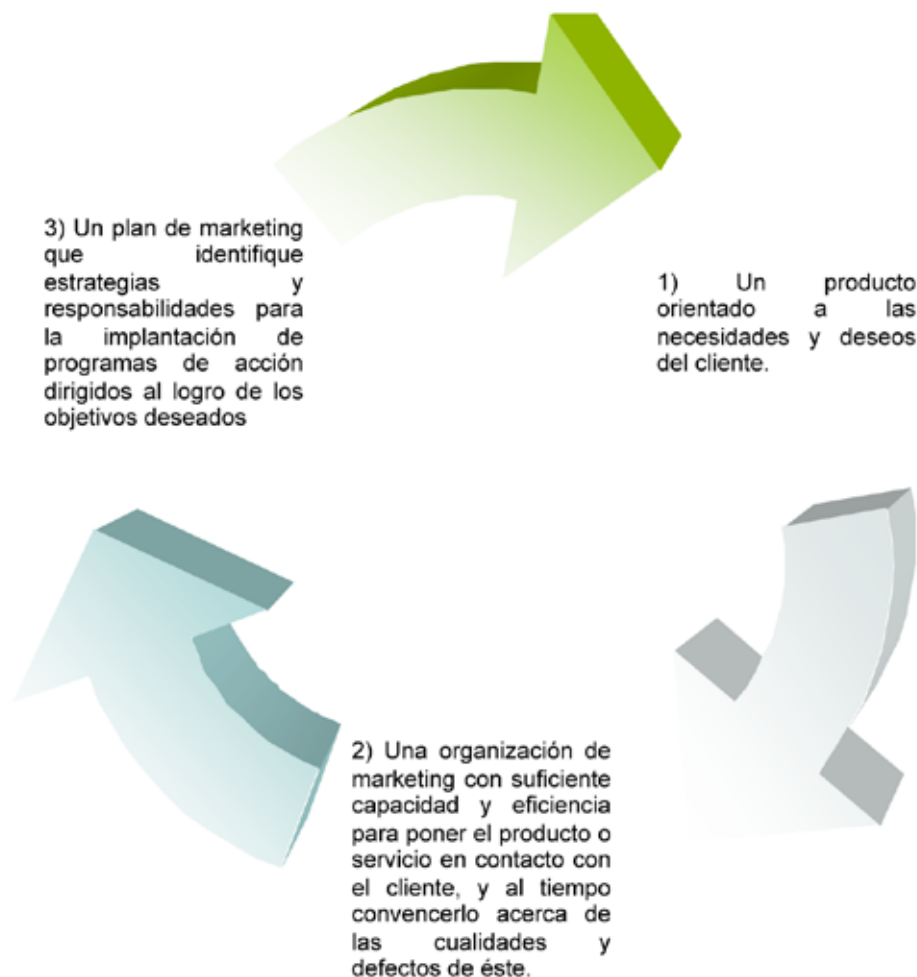 3) Un plan de marketing
que identifique
estrategias y
responsabilidades para
la implantación de
programas de acción
dirigidos al logro de los
objetivos deseados
1) Un producto
orientado a las
necesidades y deseos
del cliente.
2) Una organización de
marketing con suficiente
capacidad y eficiencia
para poner el producto o
servicio en contacto con
el cliente, y al tiempo
convencerlo acerca de
las cualidades y
defectos de éste.